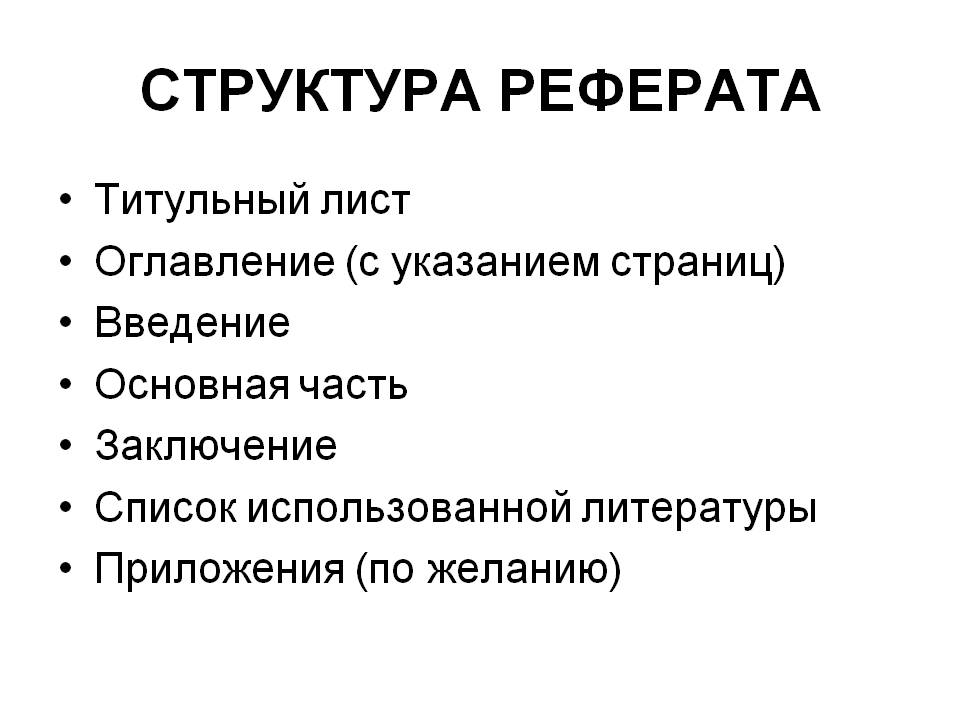 СТРУКТУРА РЕФЕРАТА
• Титульный лист
• Оглавление (с указанием страниц)
• Введение
• Основная часть
• Заключение
• Список использованной литературы
• Приложения (по желанию)